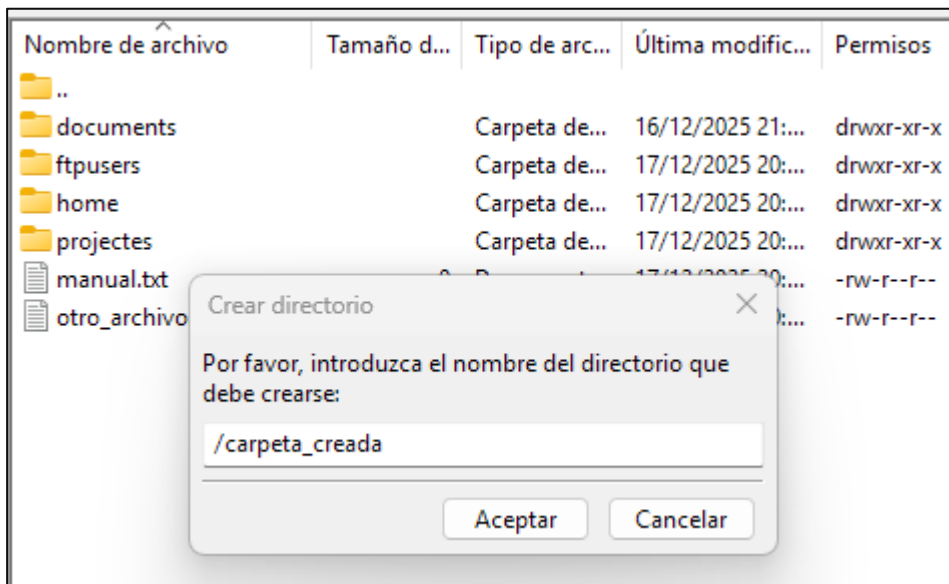 Nombre de archivo Tamaño d... Tipo de arc... Última modific... Permisos
..
documents Carpeta de... 16/12/2025 21:... drwxr-xr-x
ftpusers Carpeta de... 17/12/2025 20:... drwxr-xr-x
home Carpeta de... 17/12/2025 20:... drwxr-xr-x
projectes Carpeta de... 17/12/2025 20:... drwxr-xr-x
manual.txt -rw-r--r--
otro_archivo -rw-r--r--
Crear directorio
Por favor, introduzca el nombre del directorio que
debe crearse:
/carpeta_creada
Aceptar Cancelar